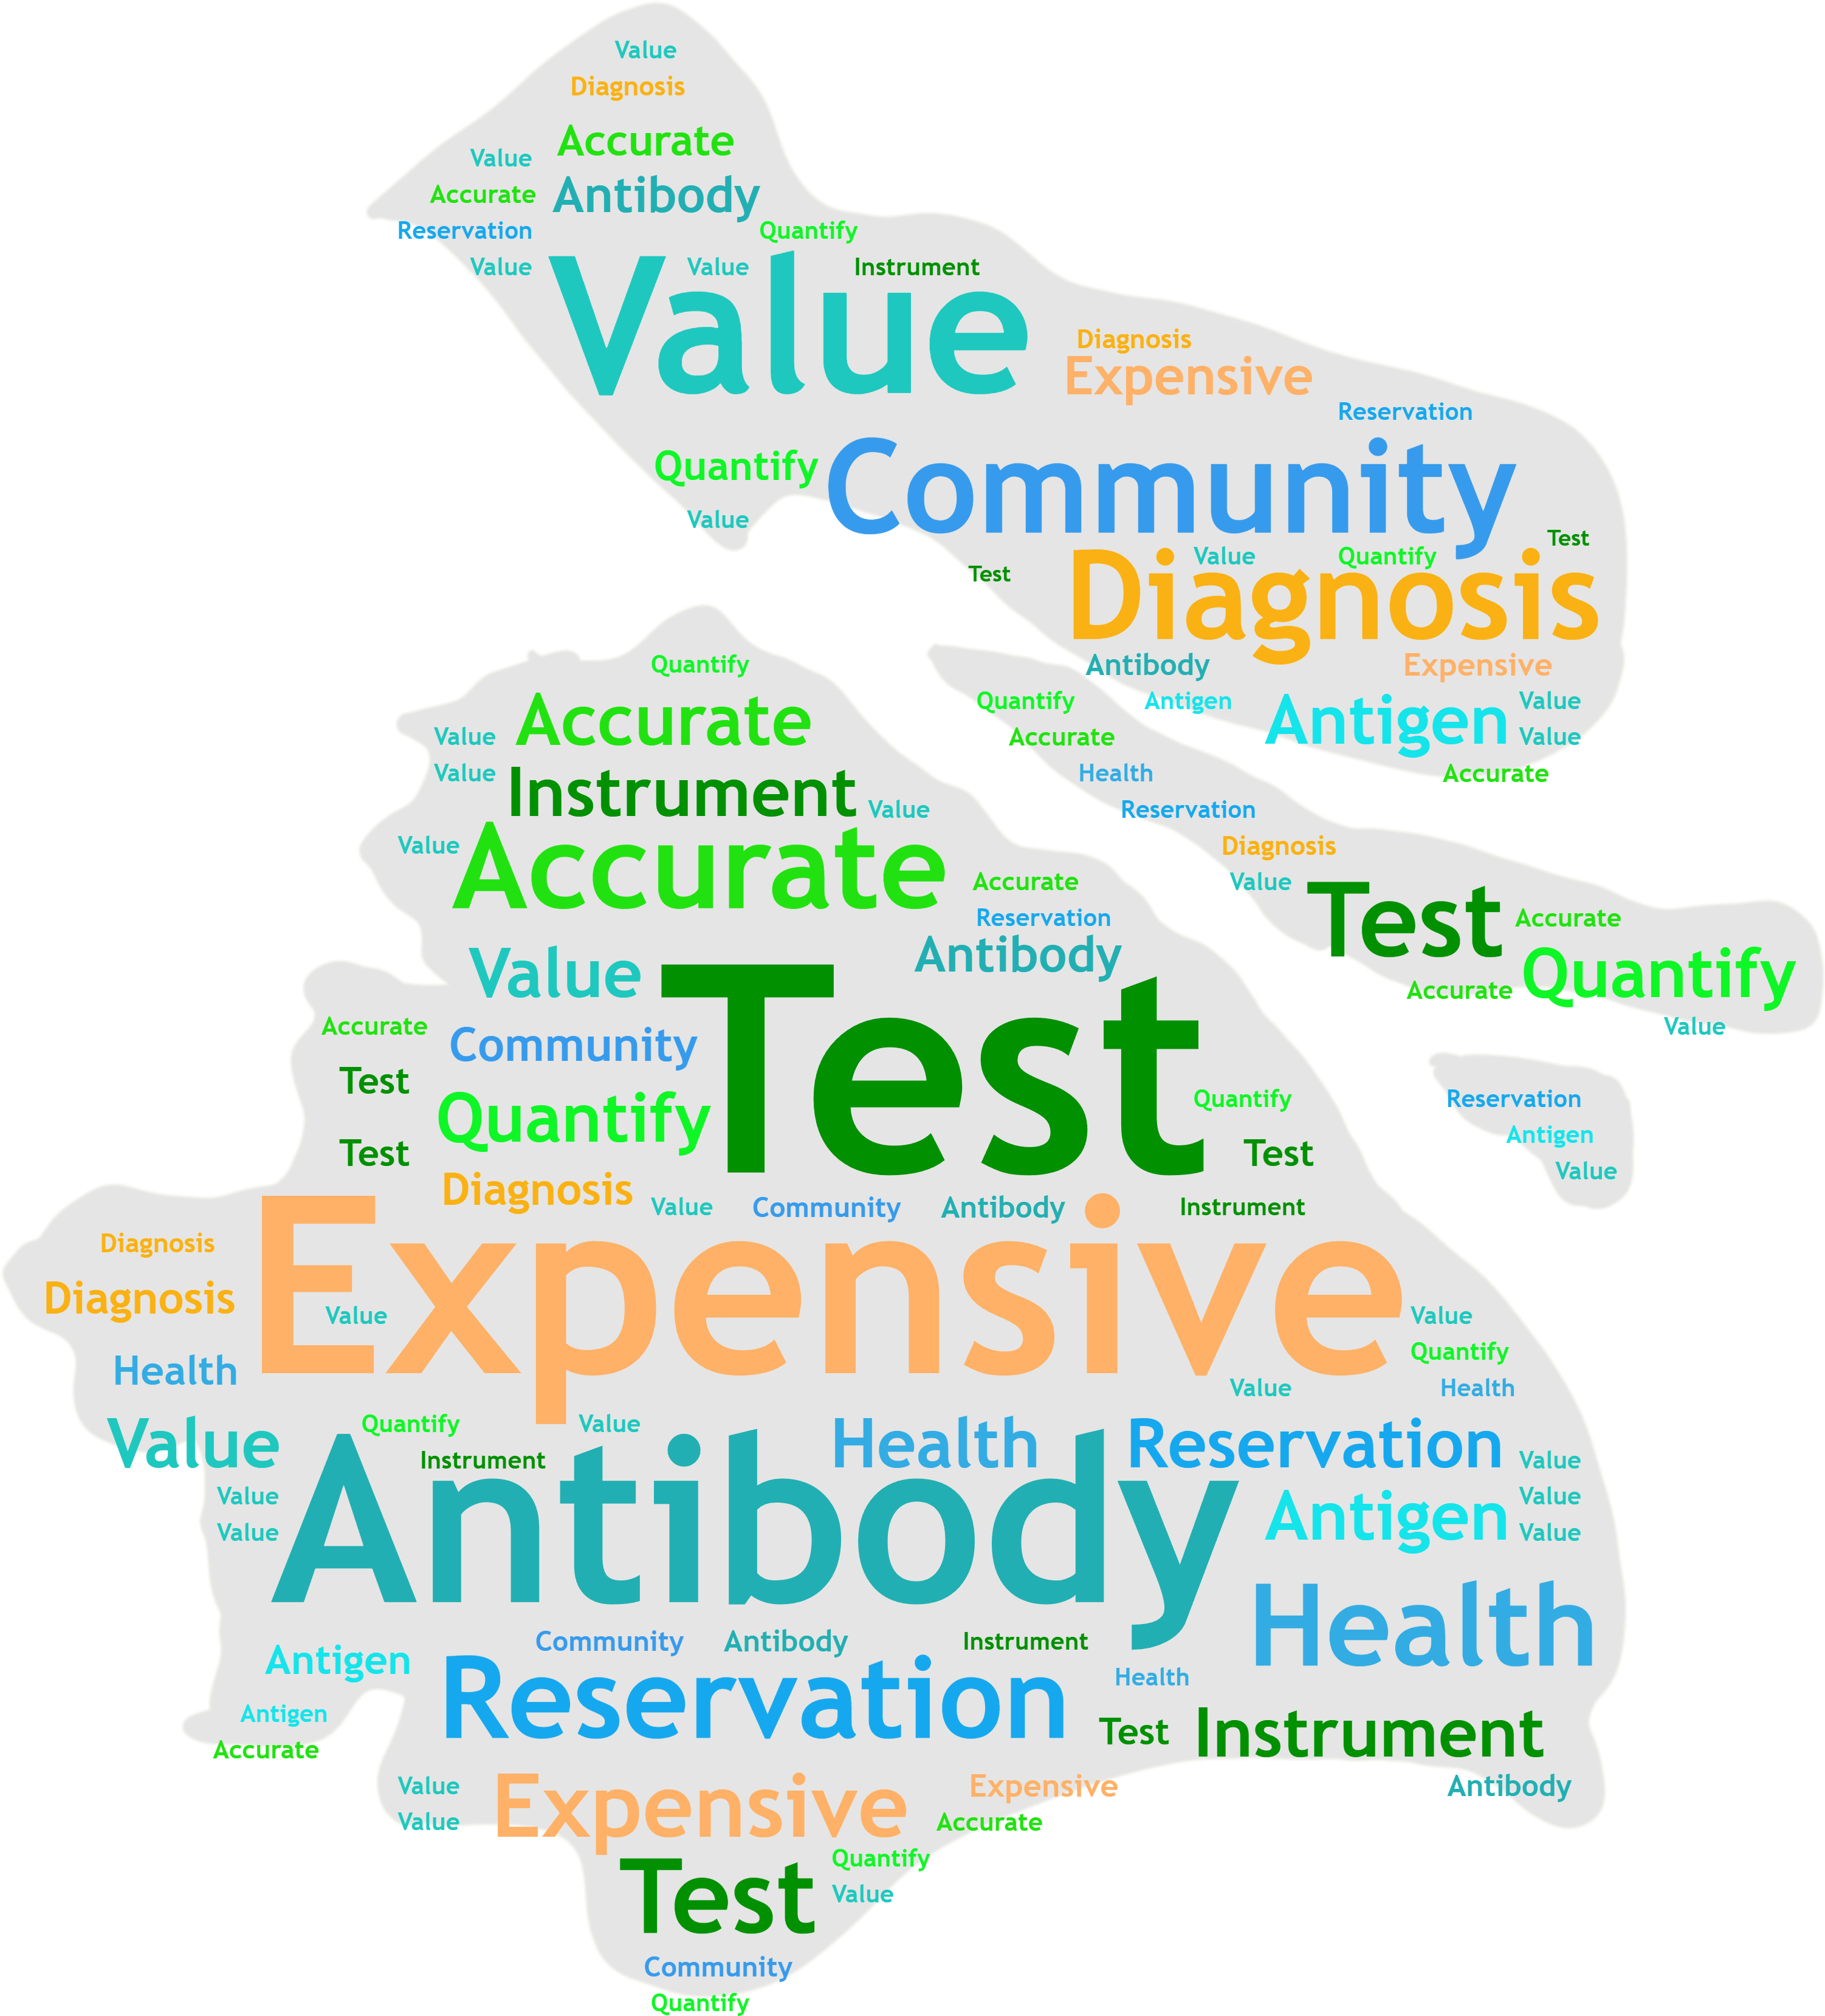 Value
Diagnosis
Accurate
Value
Accurate
Antibody
Reservation
Quantify
Value
Value
Instrument
Value
Diagnosis
Expensive
Reservation
Quantify
Community
Value
Test
Value
Quantify
Test
Diagnosis
Quantify
Antibody
Expensive
Quantify
Antigen
Value
Accurate
Antigen
Value
Accurate
Value
Value
Health
Accurate
Instrument
Value
Reservation
Value
Diagnosis
Accurate
Accurate
Value
Reservation
Test
Accurate
Antibody
Value
Quantify
Accurate
Accurate
Community
Value
Test
Test
Quantify
Quantify
Reservation
Antigen
Test
Test
Value
Diagnosis
Value
Community
Antibody
Instrument
Diagnosis
Expensive
Diagnosis
Value
Value
Quantify
Health
Value
Health
Quantify
Value
Value
Health
Reservation
Instrument
Value
Value
Value
Antibody
Antigen
Value
Value
Community
Antibody
Instrument
Health
Antigen
Health
Reservation
Antigen
Test
Instrument
Accurate
Value
Expensive
Expensive
Antibody
Value
Accurate
Quantify
Test
Value
Community
Quantify